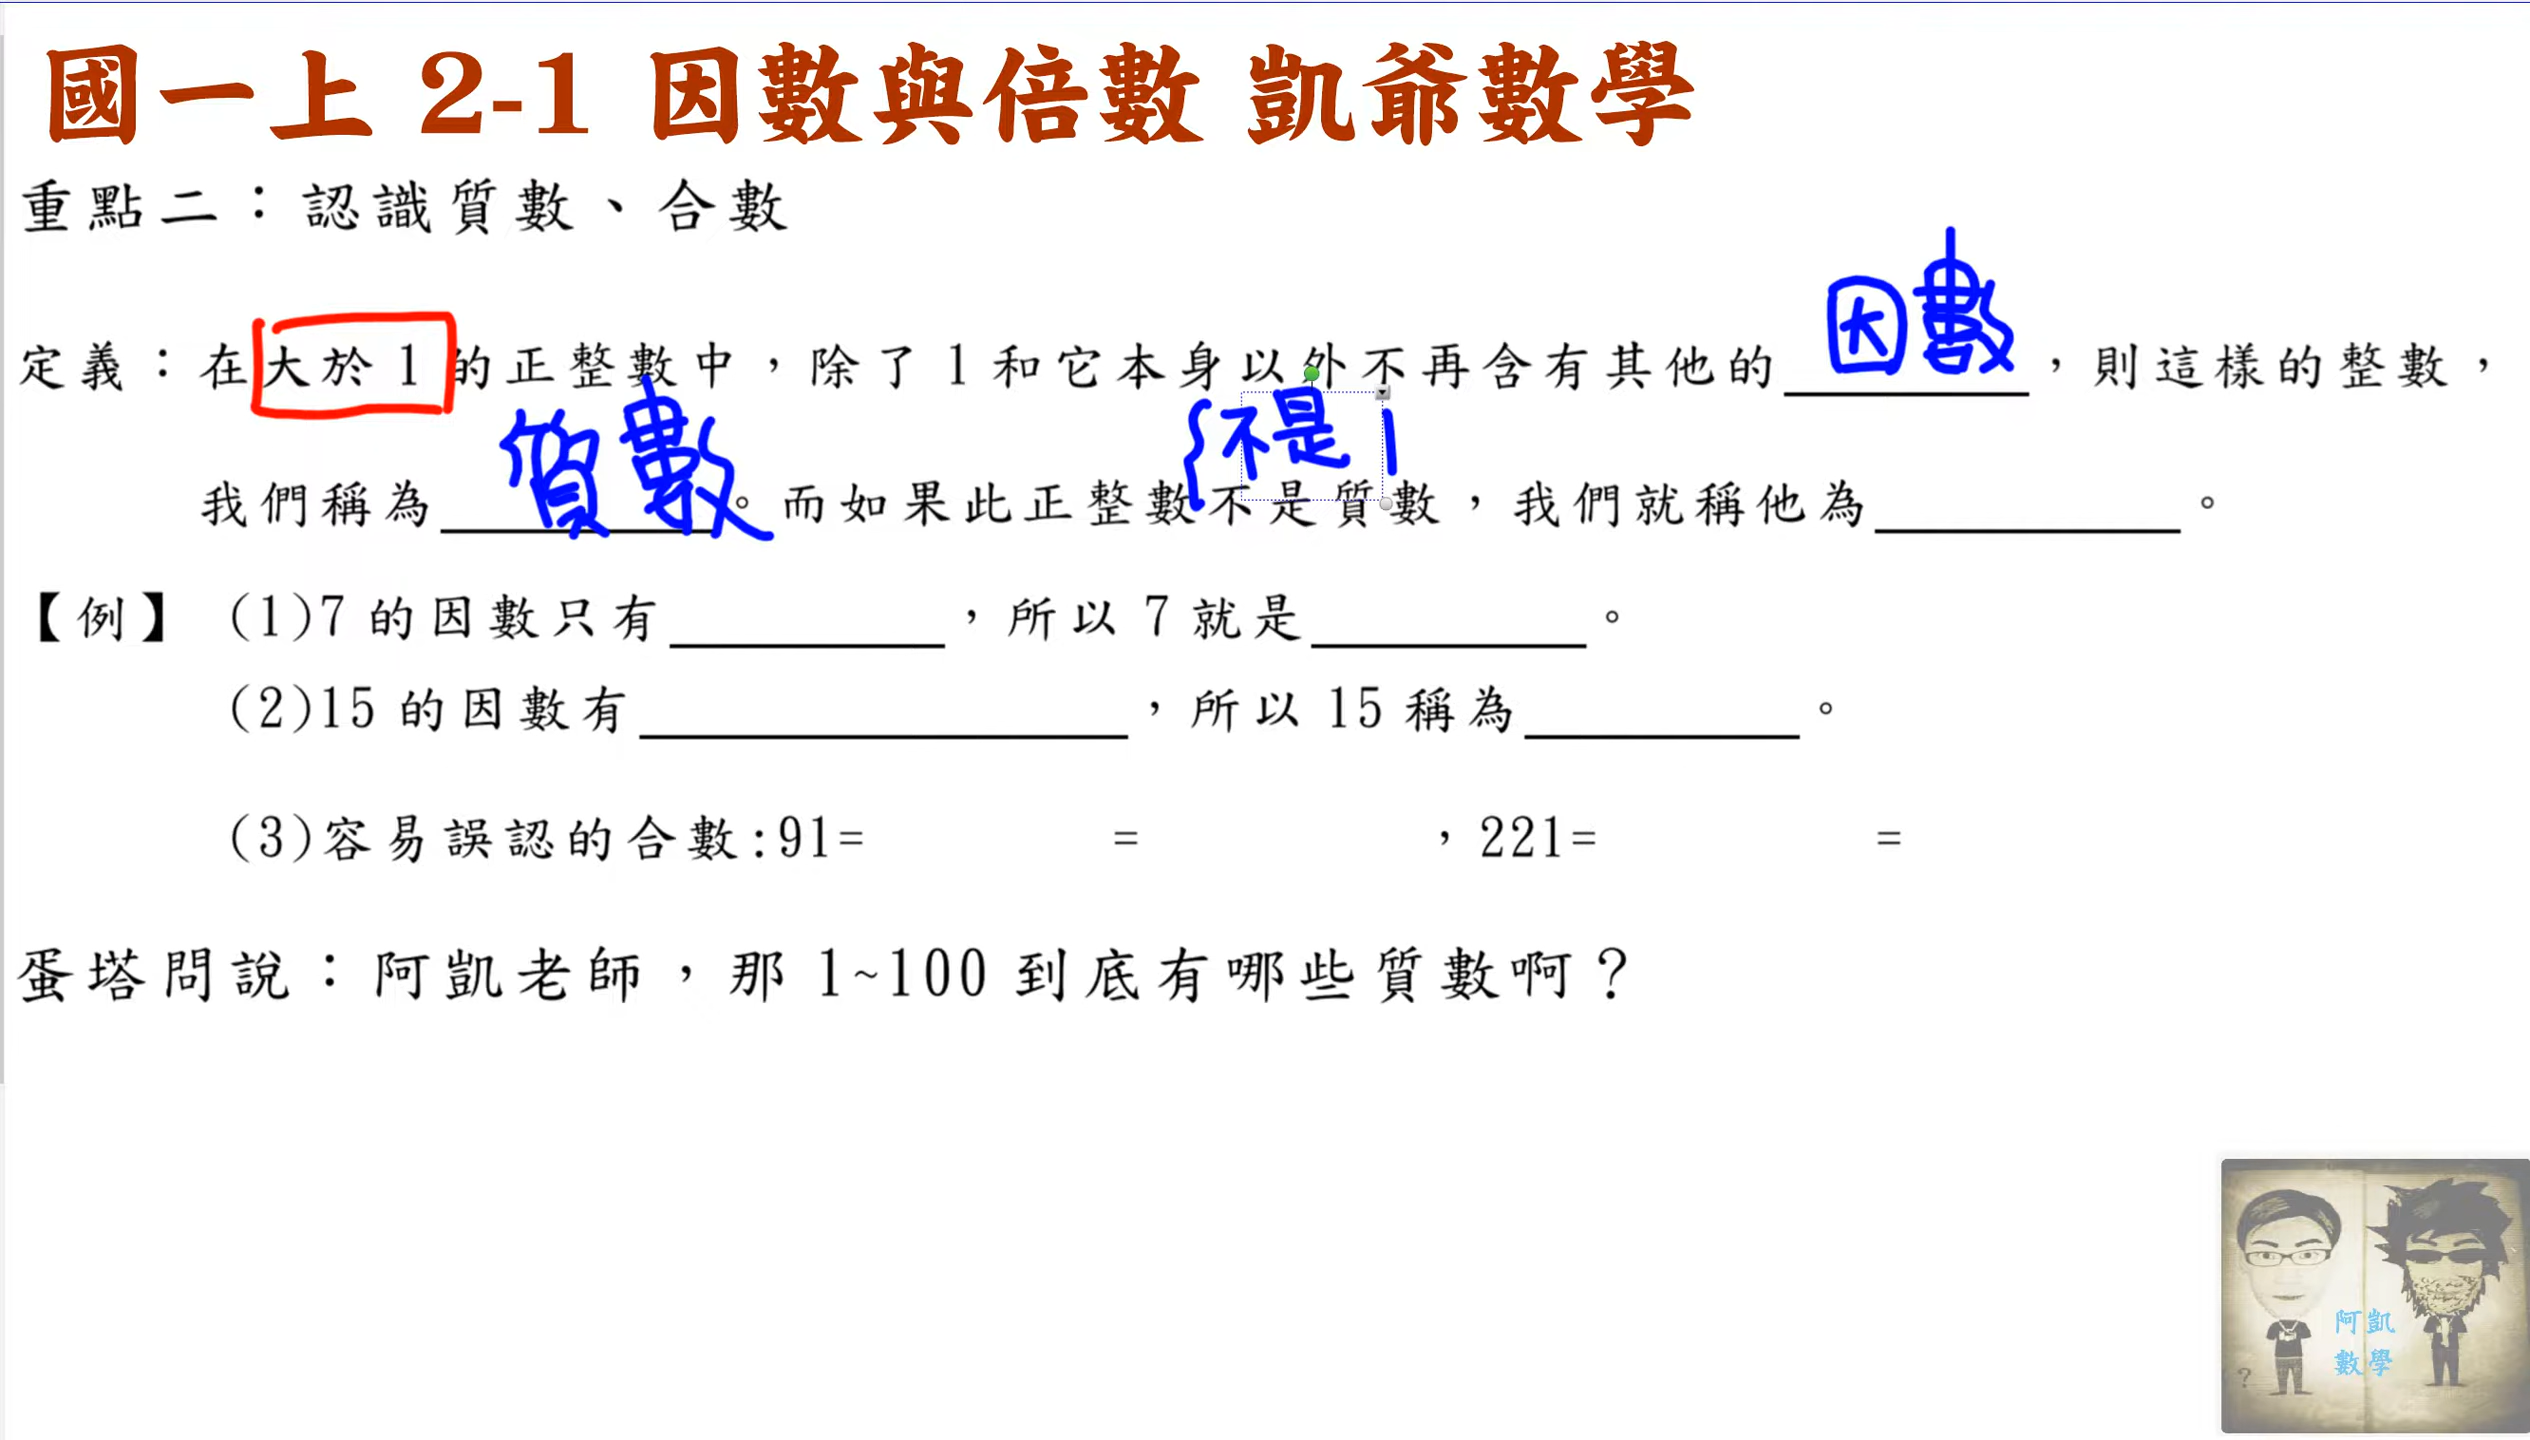 國一上 2-1 因數與倍數 凱爺數學
重點二：認識質數、合數
定義：在大於1的正整數中，除了1和它本身以外不再含有其他的因數，則這樣的整數，
{不是1
我們稱為質數。而如果此正整數不是質數，我們就稱他為＿＿＿＿＿。
【例】(1)7的因數只有＿＿＿＿＿，所以7就是＿＿＿＿＿。
(2)15的因數有＿＿＿＿＿＿＿＿，所以15稱為＿＿＿＿＿。
(3)容易誤認的合數:91= = ，221= =
蛋塔問說：阿凱老師，那1~100到底有哪些質數啊？
阿凱
數學
?